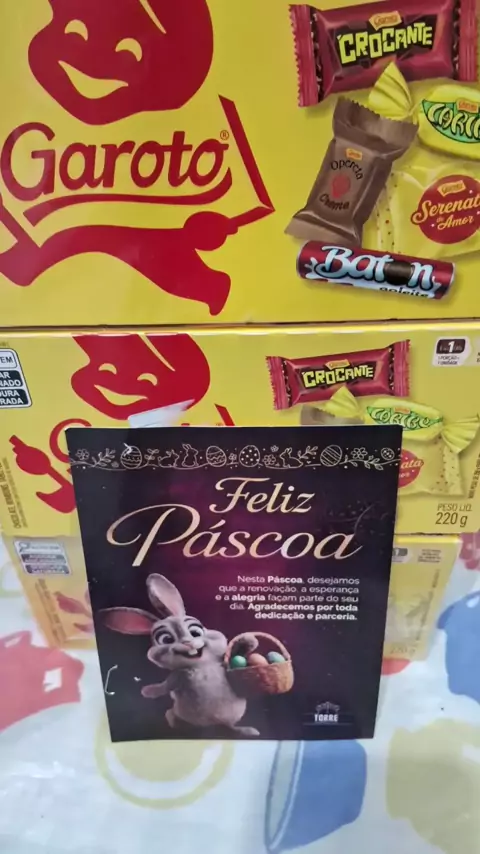 Garoto®
CROCANTE
Opereta
Serenata
de Amor
Baton
CROCANTE
PESO LÍQ.
220 g
Feliz
Páscoa
Nesta Páscoa, desejamos
que a renovação, a esperança
e a alegria façam parte do seu
dia. Agradecemos por toda
dedicação e parceria.
TORRE